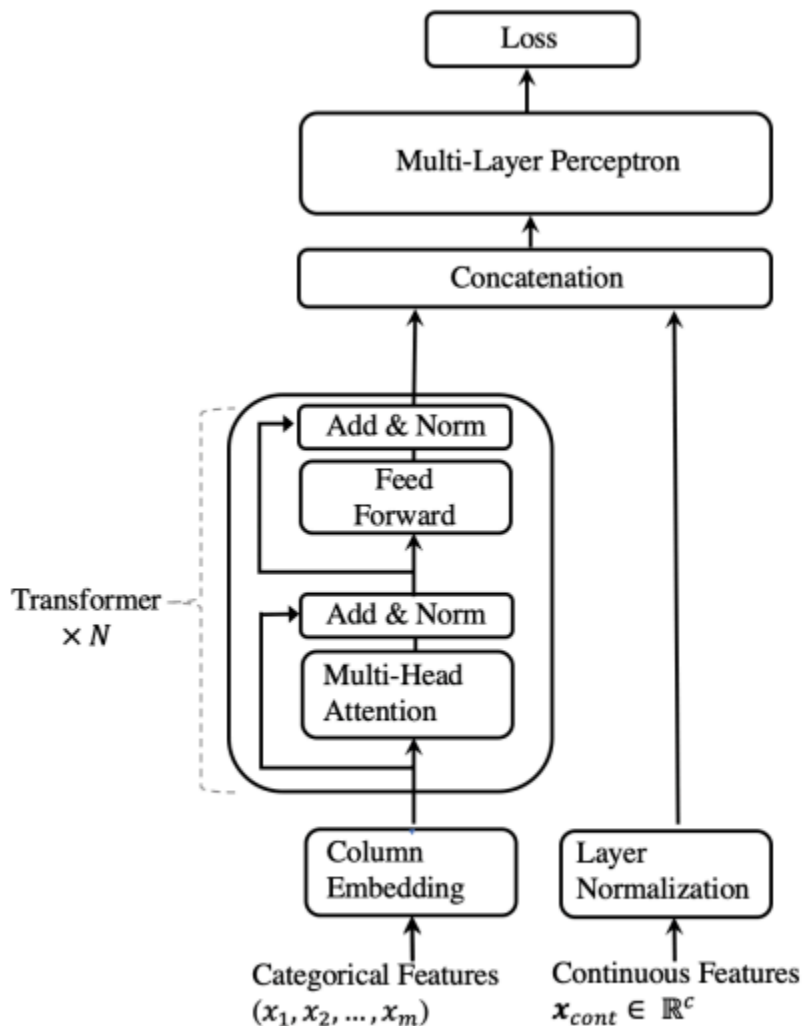 Loss
Multi-Layer Perceptron
Concatenation
Add & Norm
Feed
Forward
Transformer
× N
Add & Norm
Multi-Head
Attention
Column
Embedding
Layer
Normalization
Categorical Features
(x₁, x₂, ..., xₘ)
Continuous Features
x_cont ∈ ℝᶜ